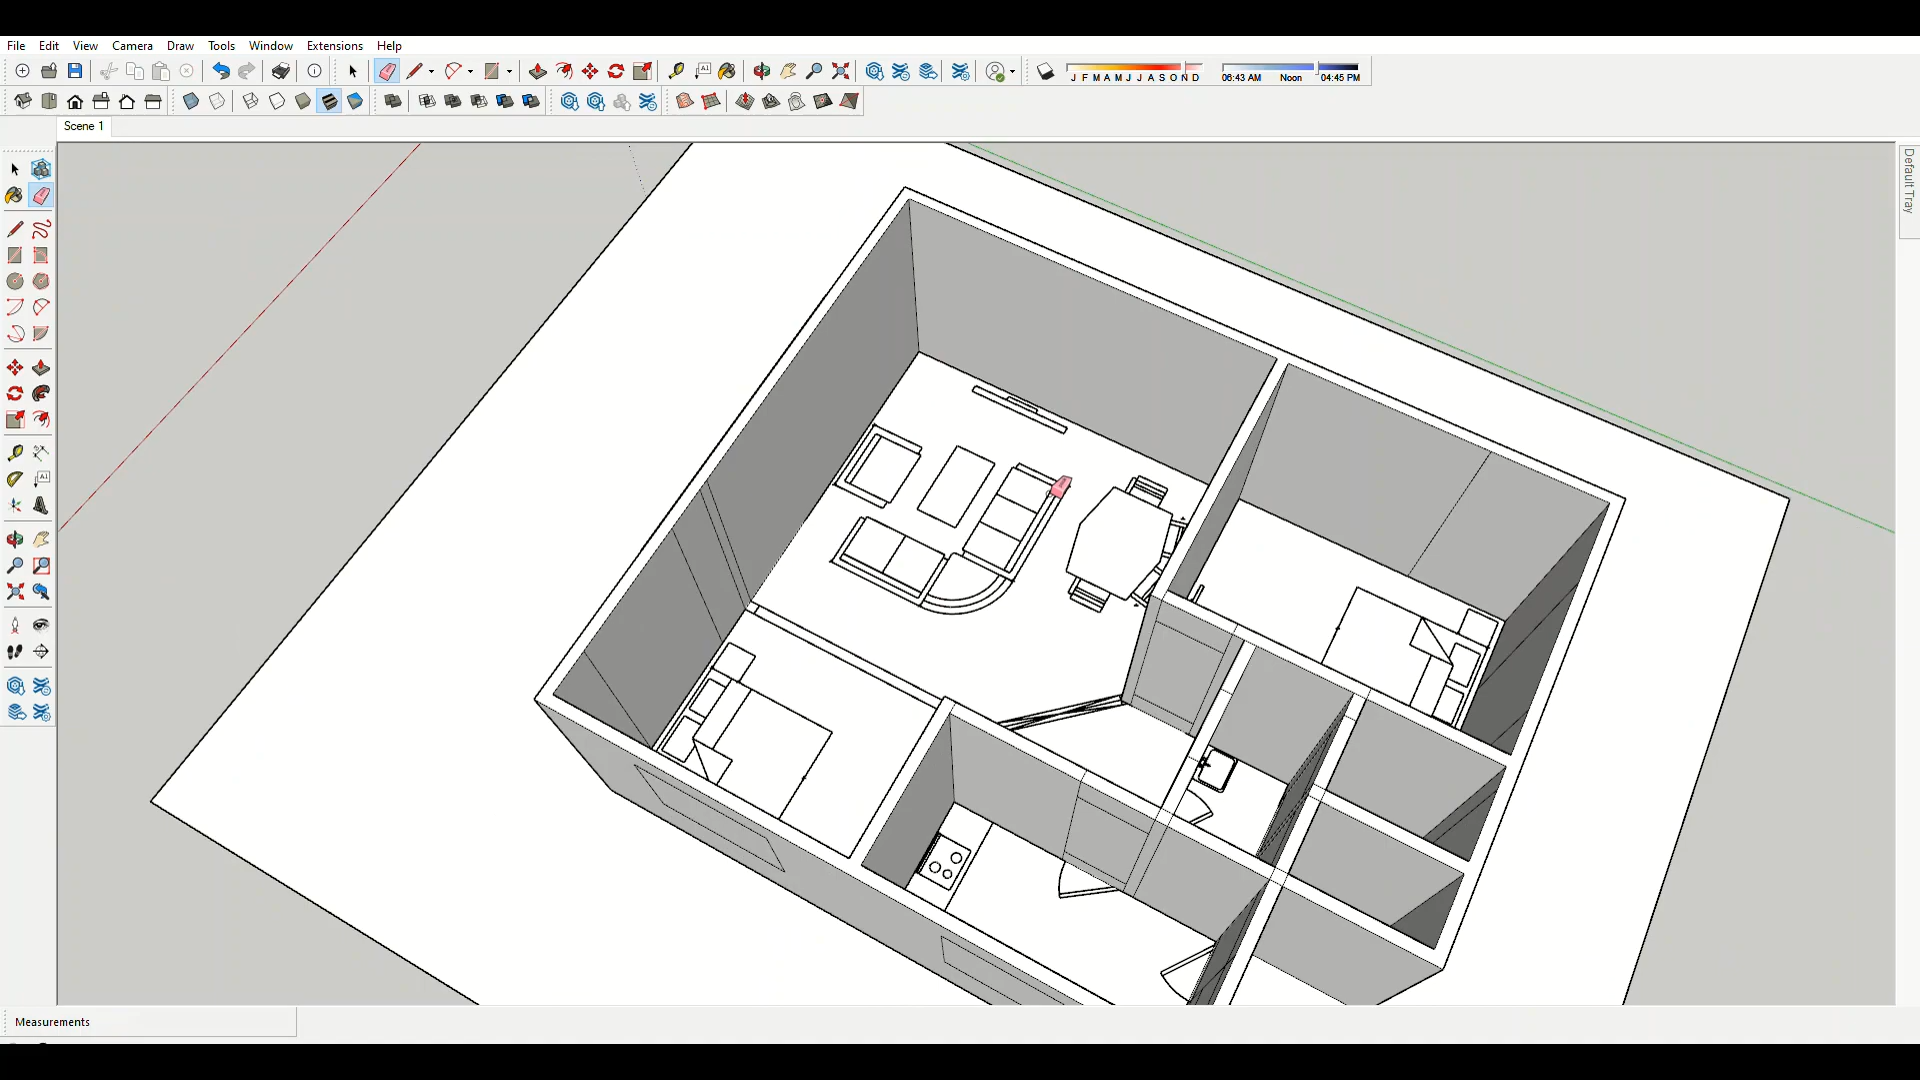 File Edit View Camera Draw Tools Window Extensions Help
J F M A M J J A S O N D 06:43 AM Noon 04:45 PM
Scene 1
Default Tray
Measurements